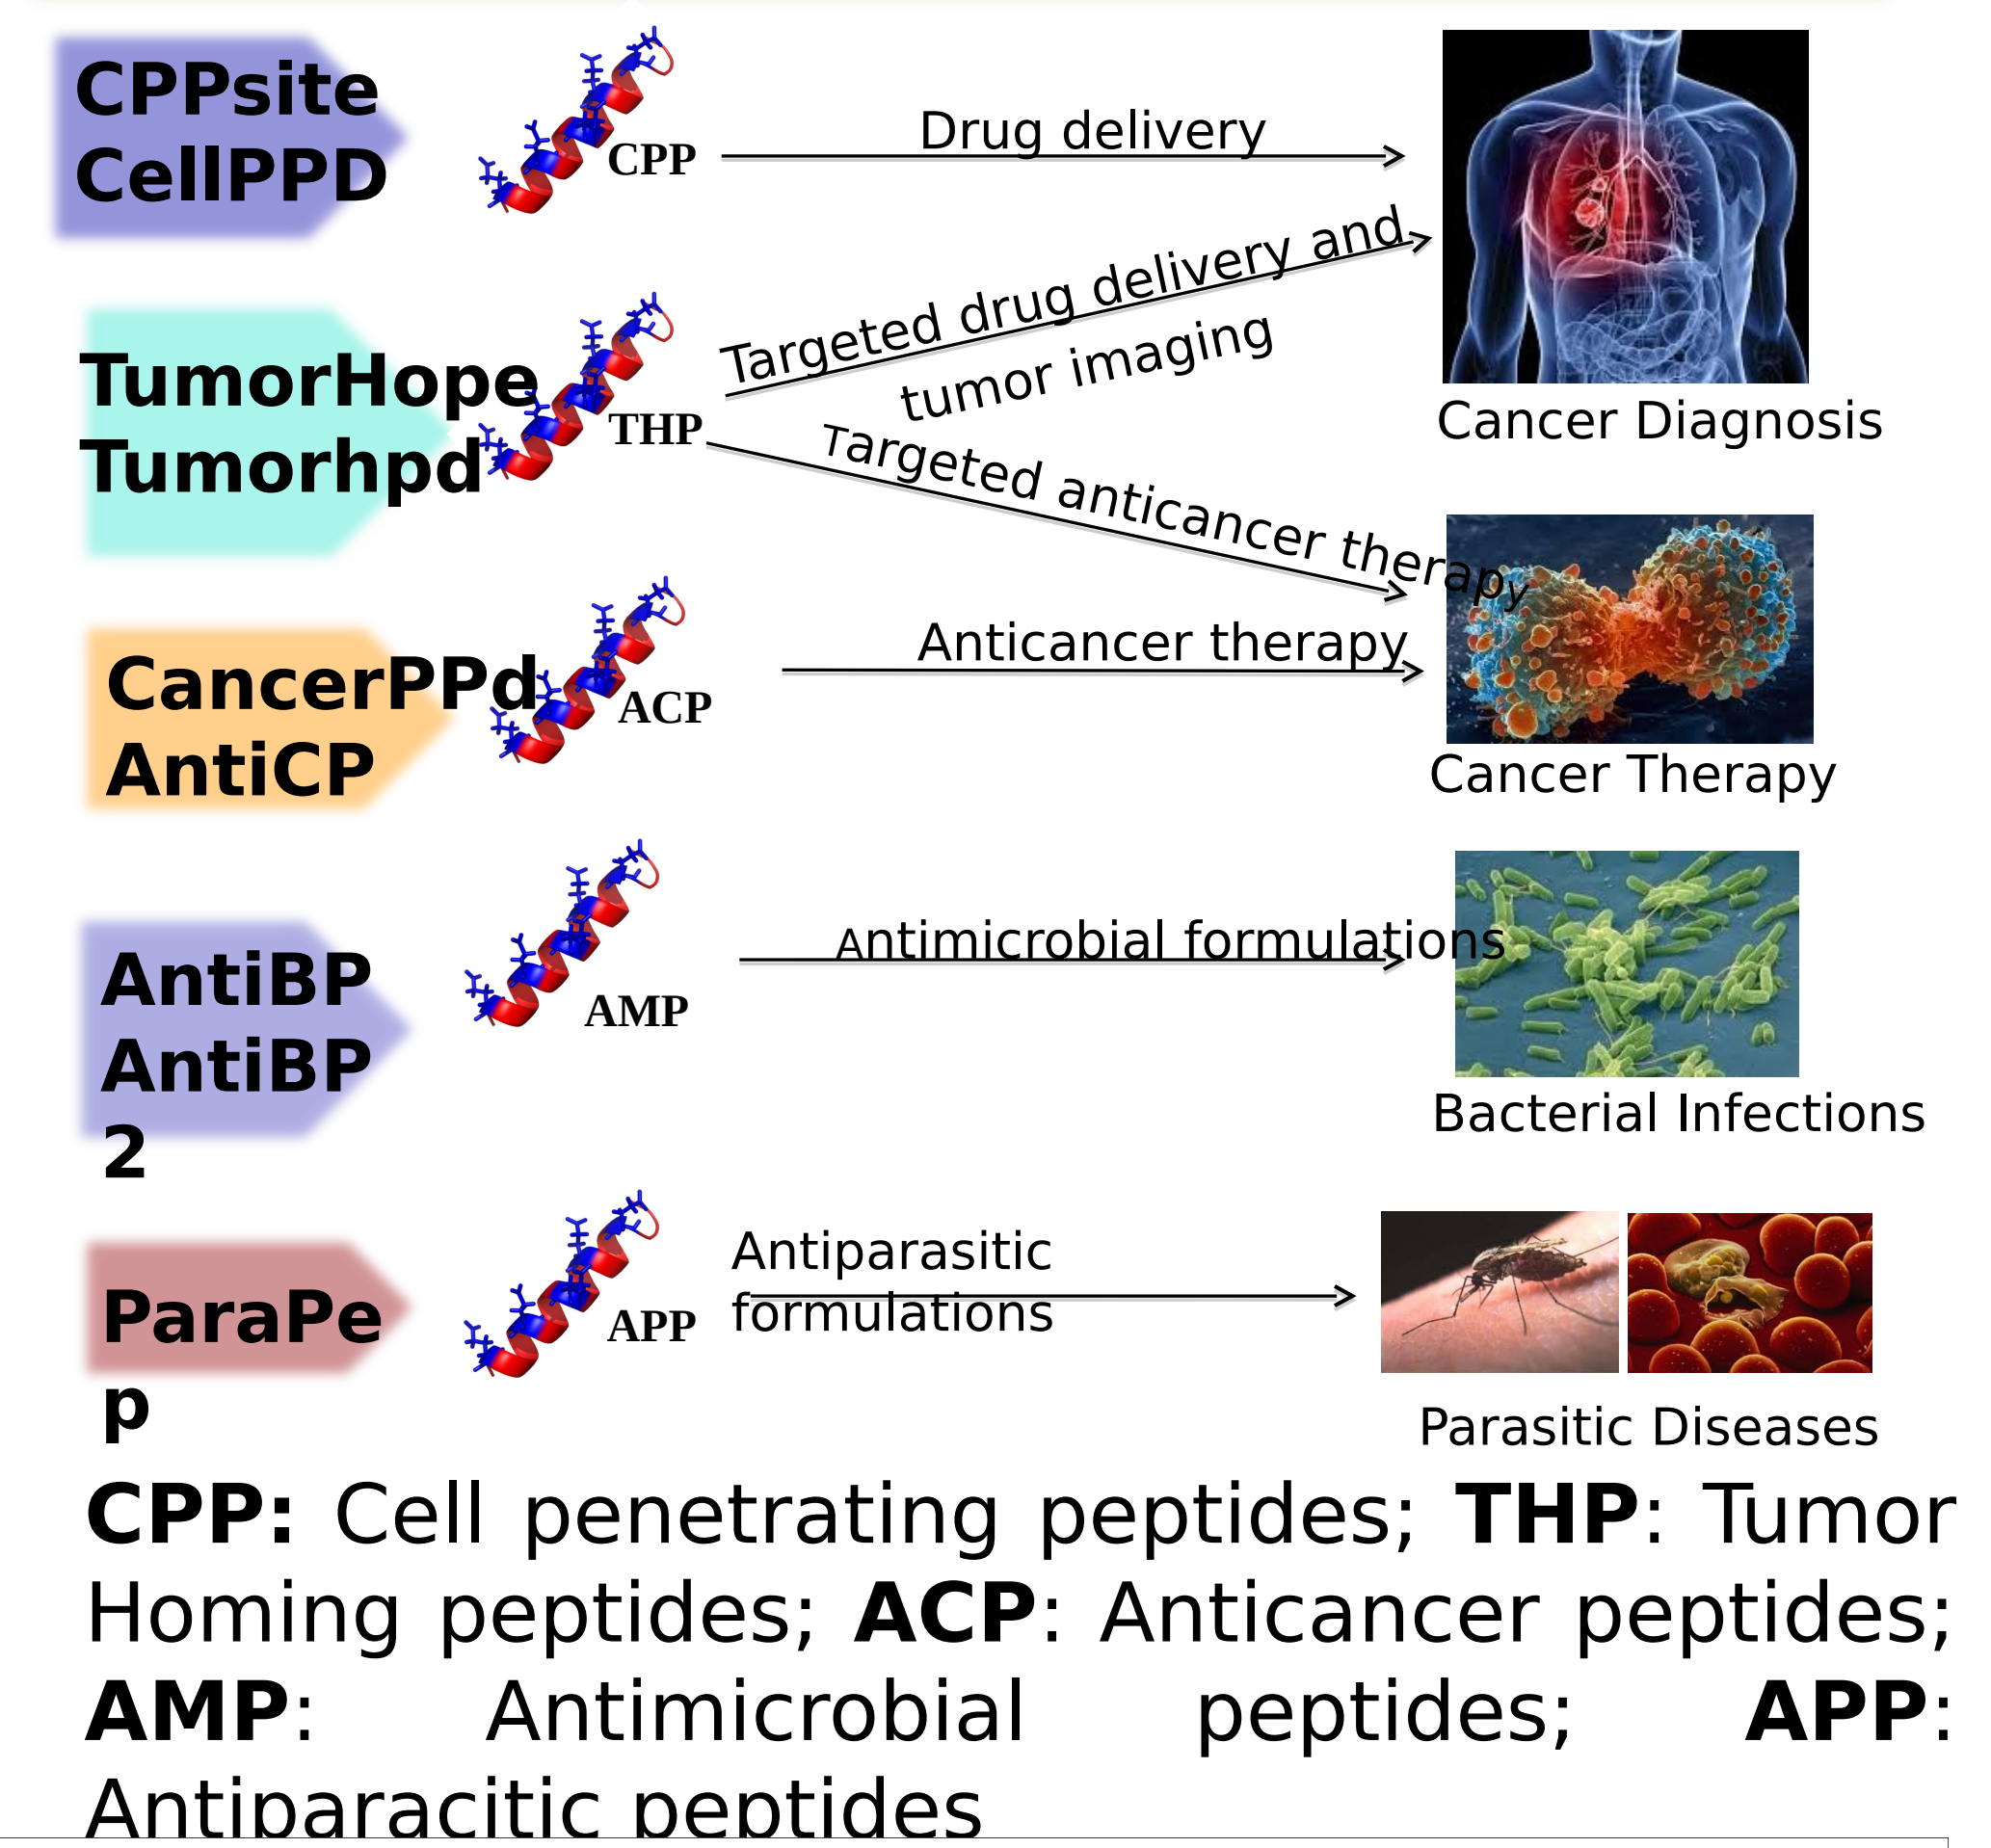 CPPsite
CellPPD
CPP
Drug delivery
Targeted drug delivery and
tumor imaging
Cancer Diagnosis
TumorHope
Tumorhpd
THP
Targeted anticancer therapy
CancerPPd
AntiCP
ACP
Anticancer therapy
Cancer Therapy
AntiBP
AntiBP
2
AMP
Antimicrobial formulations
Bacterial Infections
ParaPe
p
APP
Antiparasitic
formulations
Parasitic Diseases
CPP: Cell penetrating peptides; THP: Tumor
Homing peptides; ACP: Anticancer peptides;
AMP: Antimicrobial peptides; APP:
Antiparacitic peptides